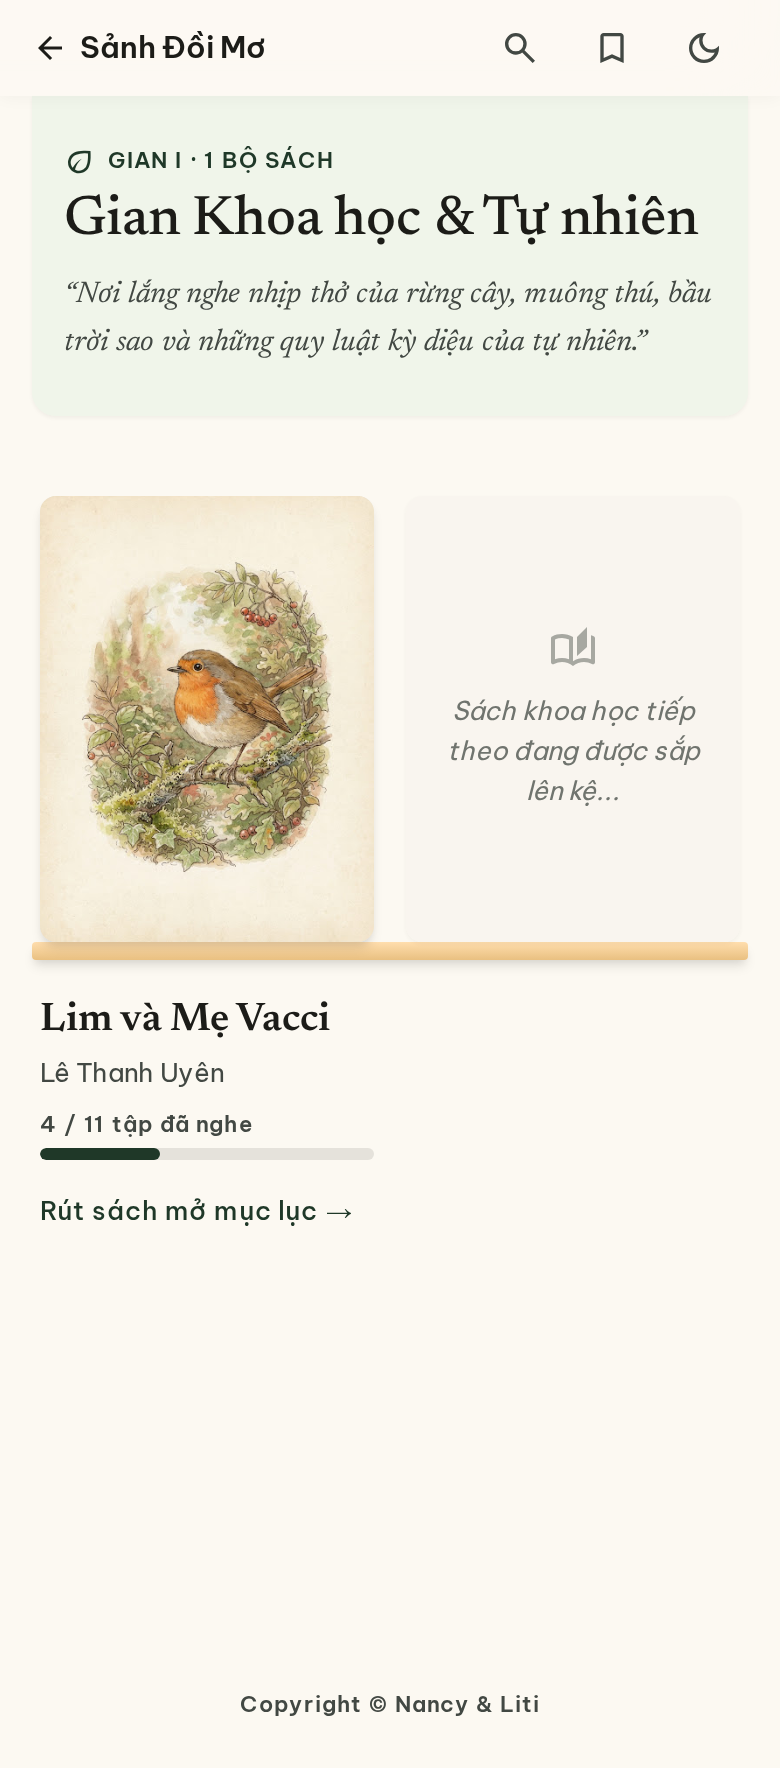 Sảnh Đồi Mơ
GIAN I · 1 BỘ SÁCH
Gian Khoa học & Tự nhiên
“Nơi lắng nghe nhịp thở của rừng cây, muông thú, bầu
trời sao và những quy luật kỳ diệu của tự nhiên.”
Sách khoa học tiếp
theo đang được sắp
lên kệ...
Lim và Mẹ Vacci
Lê Thanh Uyên
4 / 11 tập đã nghe
Rút sách mở mục lục →
Copyright © Nancy & Liti